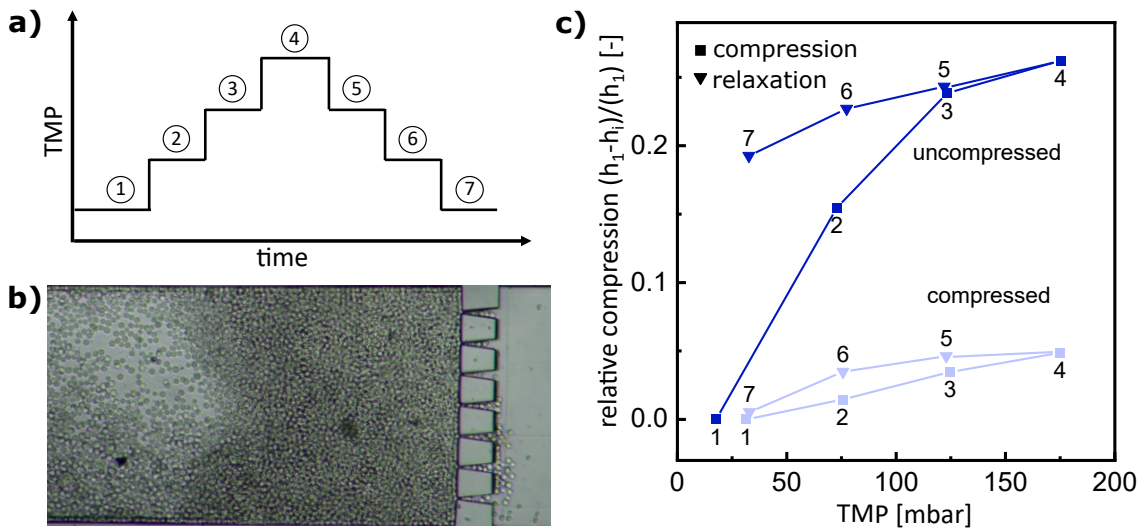 a)
TMP
1
2
3
4
5
6
7
time
b)
c)
relative compression (h₁-hᵢ)/(h₁) [-]
0.2
0.1
0.0
compression
relaxation
7
6
5
4
3
2
1
uncompressed
compressed
7
6
5
4
3
2
1
0
50
100
150
200
TMP [mbar]